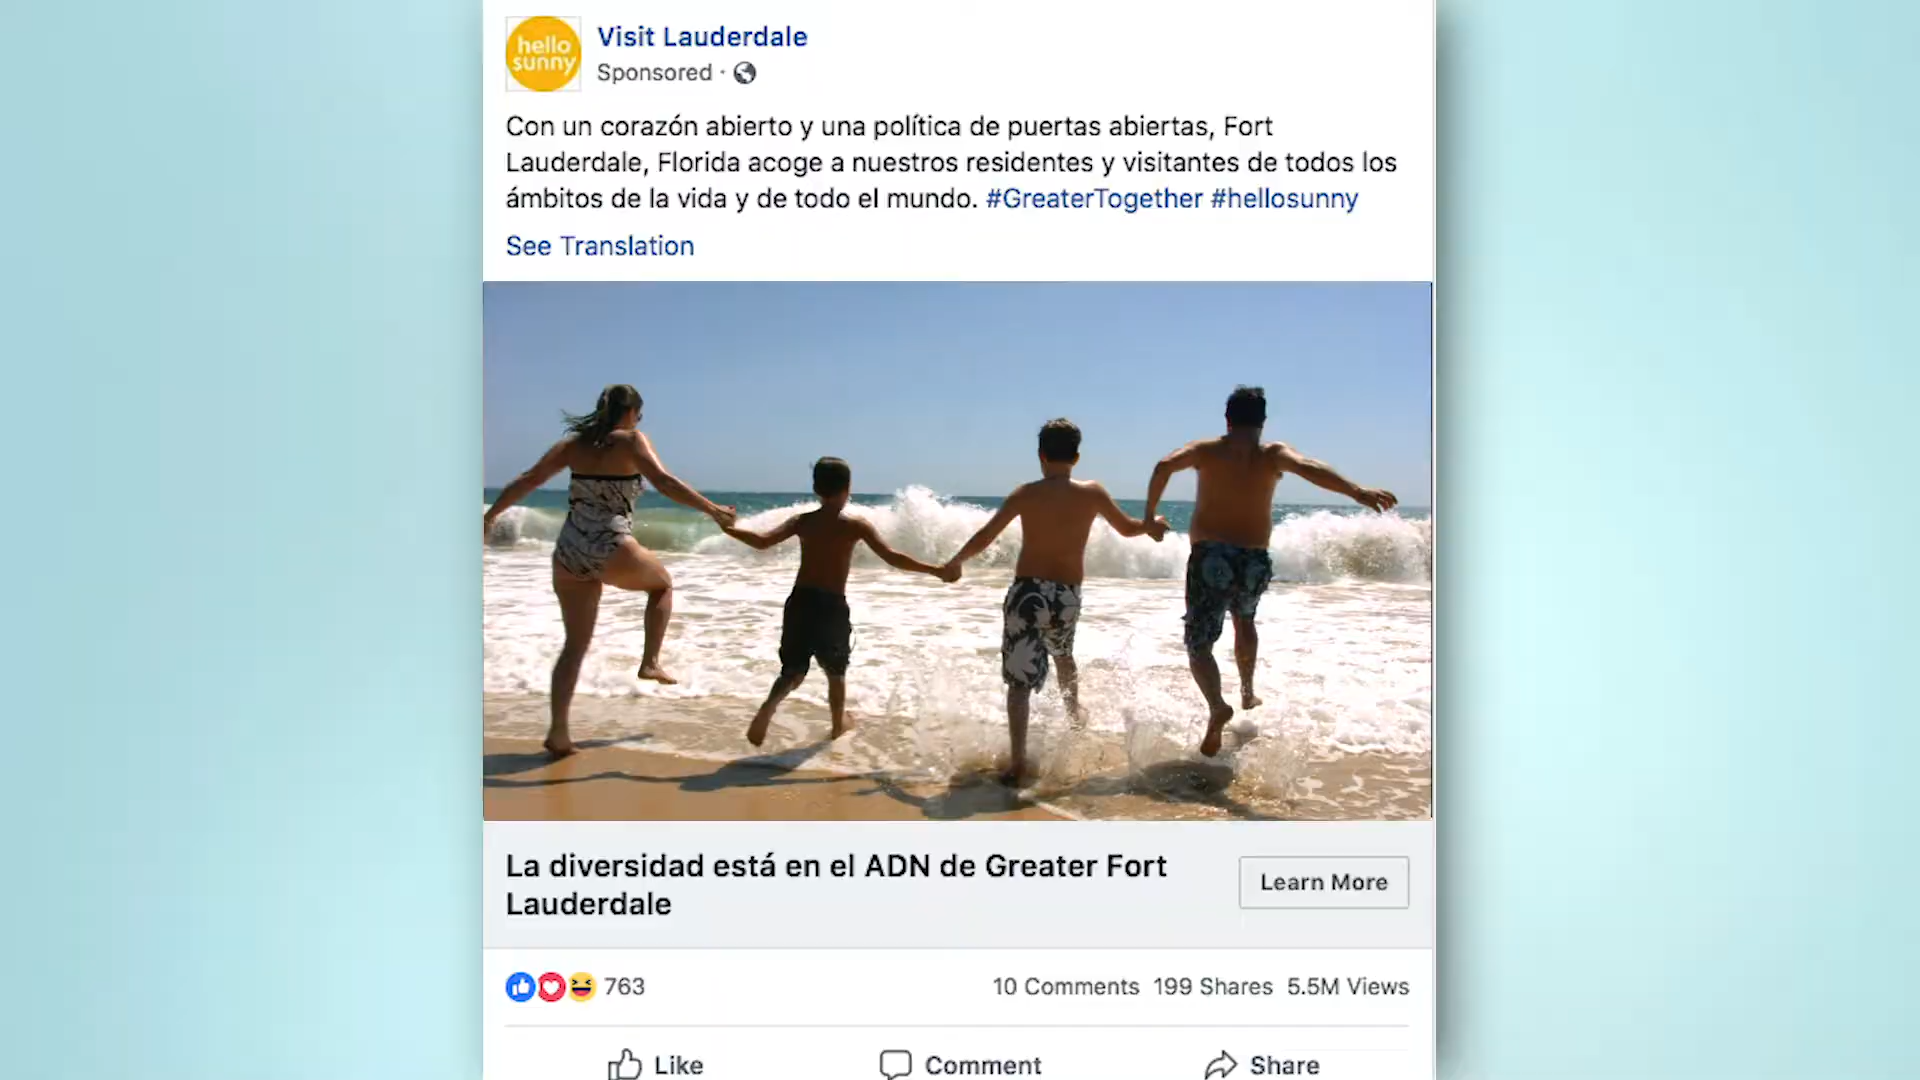 hello
sunny
Visit Lauderdale
Sponsored ·
Con un corazón abierto y una política de puertas abiertas, Fort
Lauderdale, Florida acoge a nuestros residentes y visitantes de todos los
ámbitos de la vida y de todo el mundo. #GreaterTogether #hellosunny
See Translation
La diversidad está en el ADN de Greater Fort
Lauderdale
Learn More
763
10 Comments 199 Shares 5.5M Views
Like Comment Share